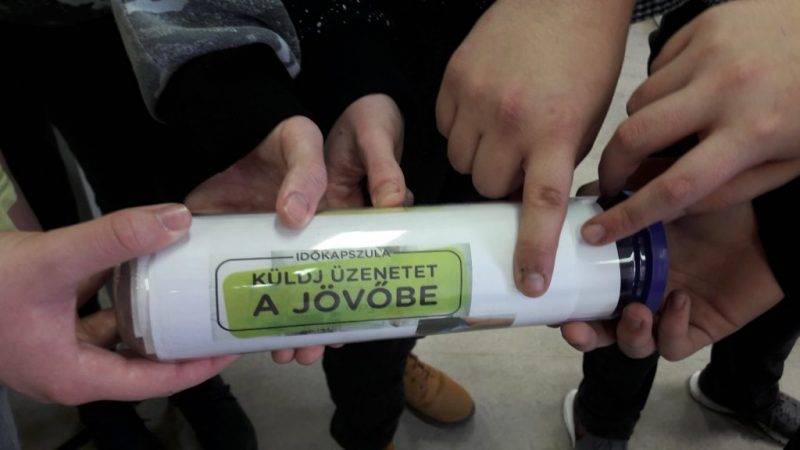 IDŐKAPSZULA
KÜLDJ ÜZENETET
A JÖVŐBE